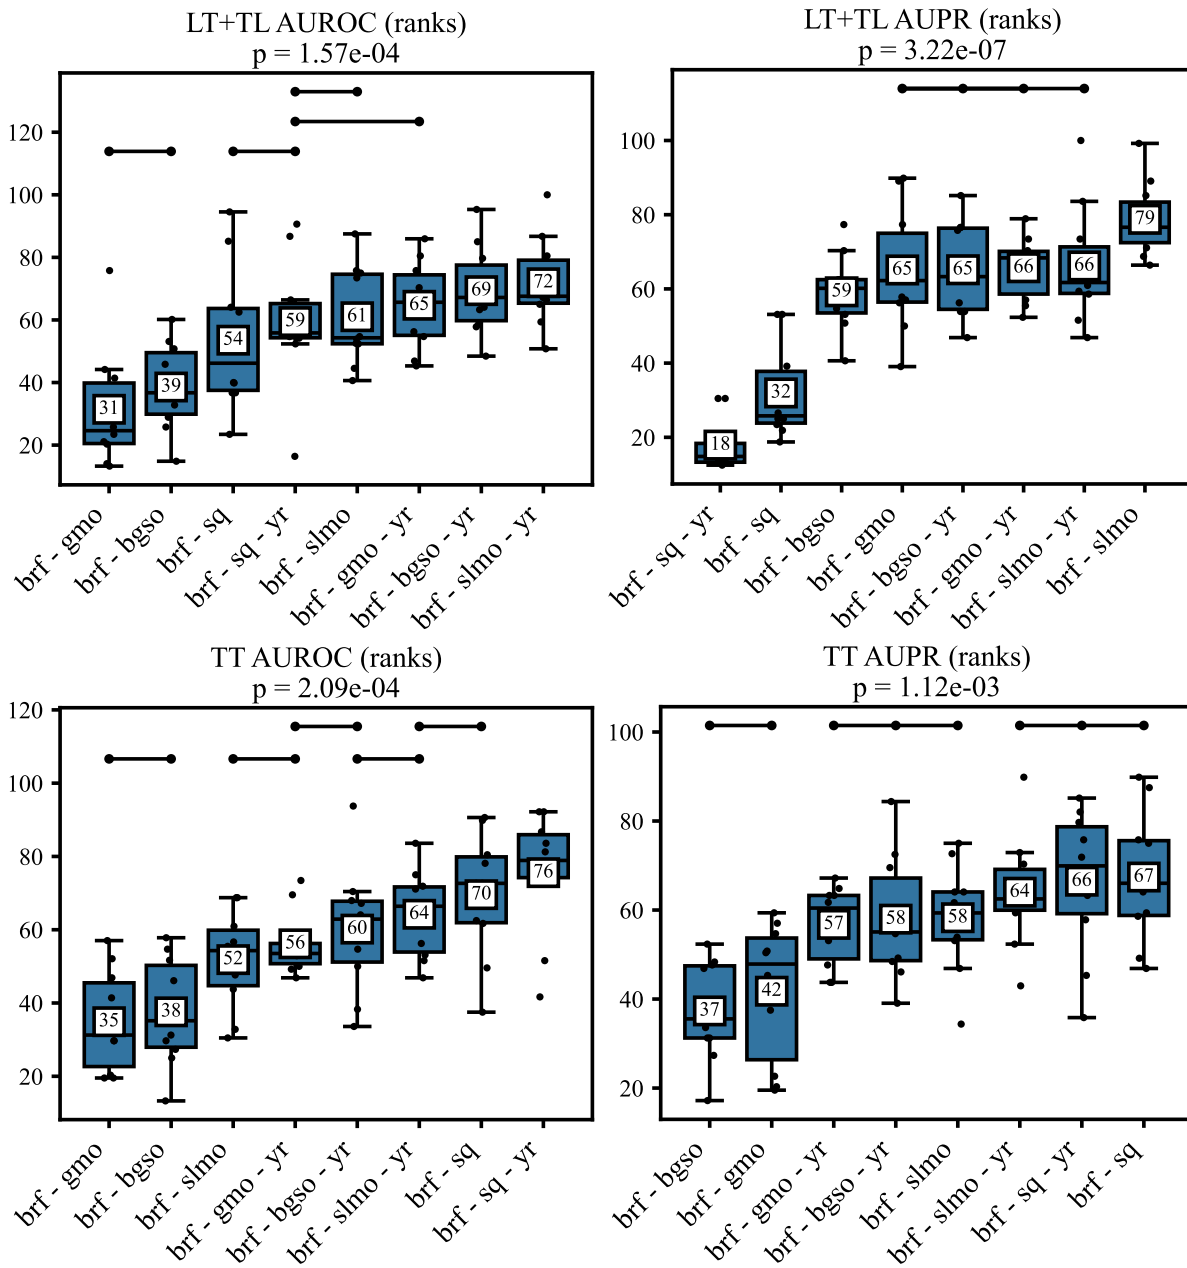 LT+TL AUROC (ranks)
p = 1.57e-04
120
100
80
60
40
20
31
39
54
59
61
65
69
72
brf - gmo
brf - bgso
brf - sq
brf - sq - yr
brf - slmo
brf - gmo - yr
brf - bgso - yr
brf - slmo - yr
LT+TL AUPR (ranks)
p = 3.22e-07
100
80
60
40
20
18
32
59
65
65
66
66
79
brf - sq - yr
brf - sq
brf - bgso
brf - gmo
brf - bgso - yr
brf - gmo - yr
brf - slmo - yr
brf - slmo
TT AUROC (ranks)
p = 2.09e-04
120
100
80
60
40
20
35
38
52
56
60
64
70
76
brf - gmo
brf - bgso
brf - slmo
brf - gmo - yr
brf - bgso - yr
brf - slmo - yr
brf - sq
brf - sq - yr
TT AUPR (ranks)
p = 1.12e-03
100
80
60
40
20
37
42
57
58
58
64
66
67
brf - bgso
brf - gmo
brf - gmo - yr
brf - bgso - yr
brf - slmo
brf - slmo - yr
brf - sq - yr
brf - sq